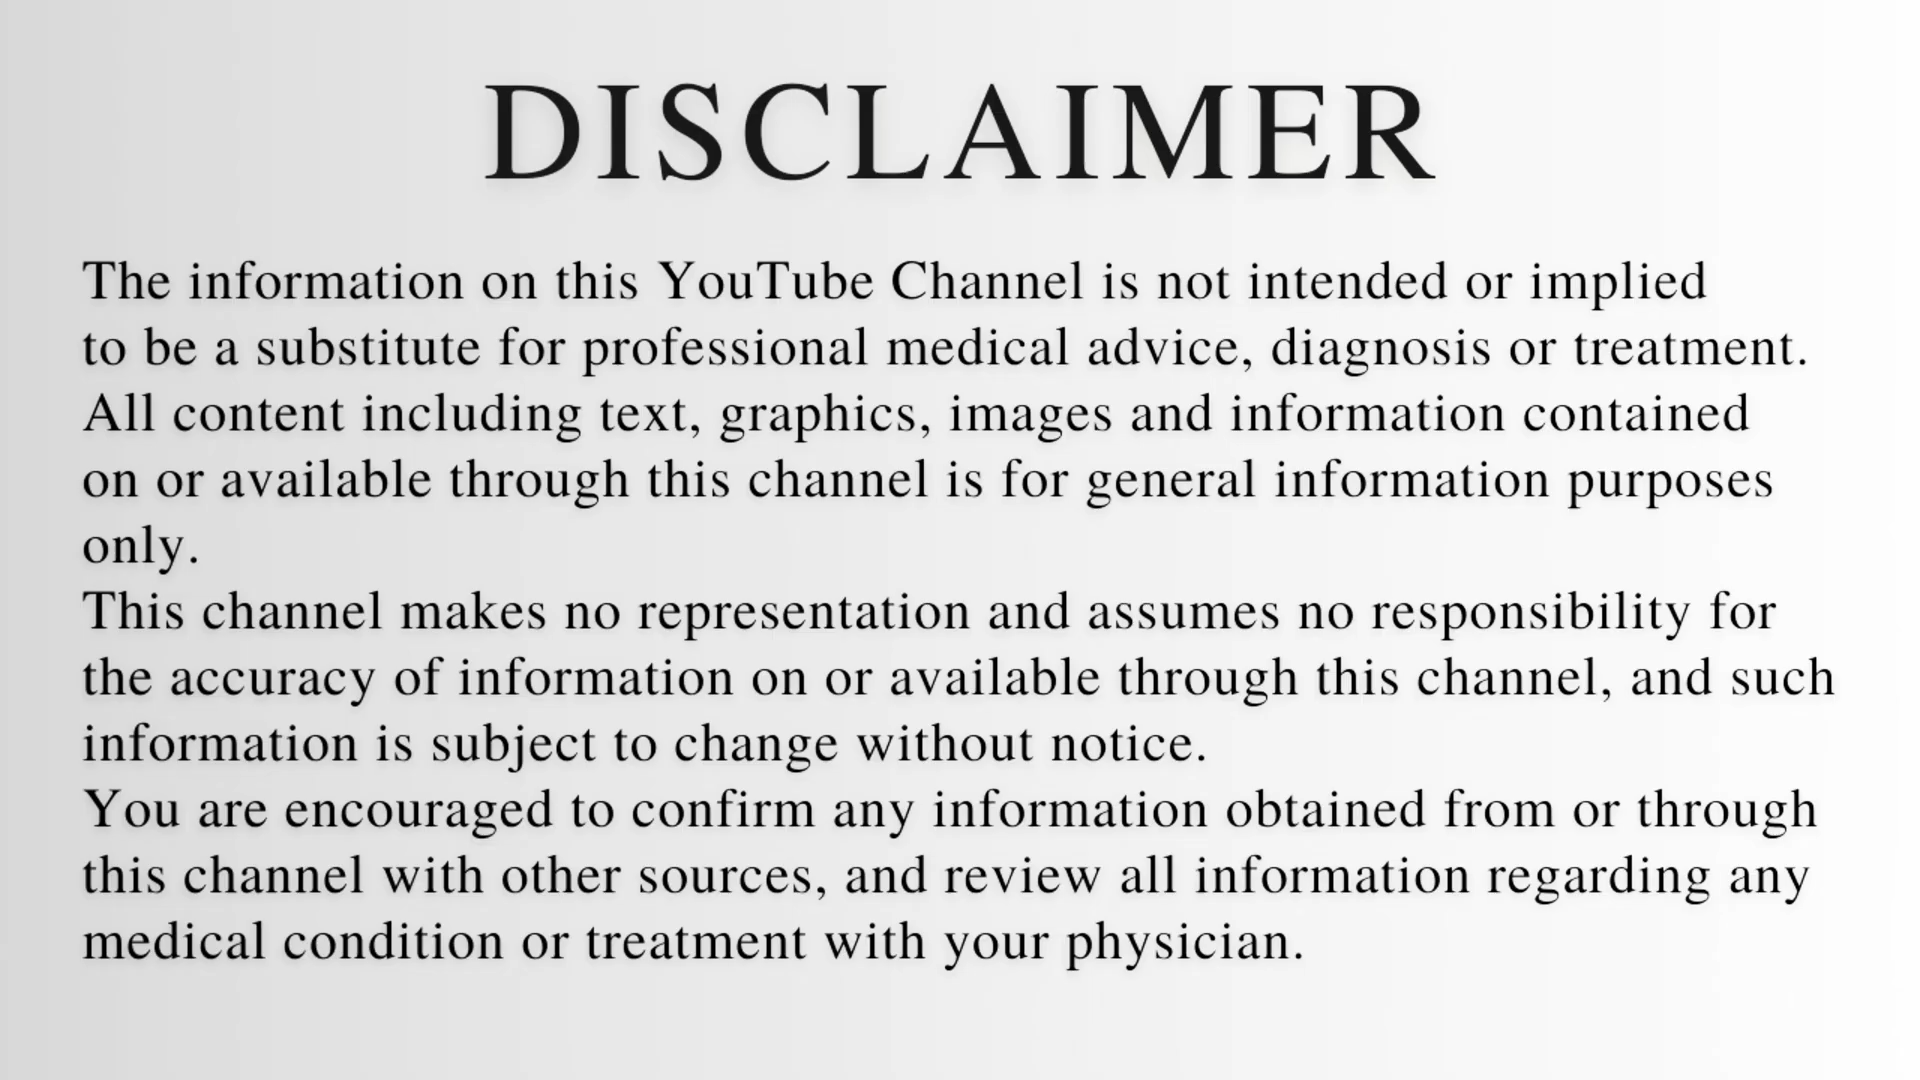 DISCLAIMER
The information on this YouTube Channel is not intended or implied
to be a substitute for professional medical advice, diagnosis or treatment.
All content including text, graphics, images and information contained
on or available through this channel is for general information purposes
only.
This channel makes no representation and assumes no responsibility for
the accuracy of information on or available through this channel, and such
information is subject to change without notice.
You are encouraged to confirm any information obtained from or through
this channel with other sources, and review all information regarding any
medical condition or treatment with your physician.